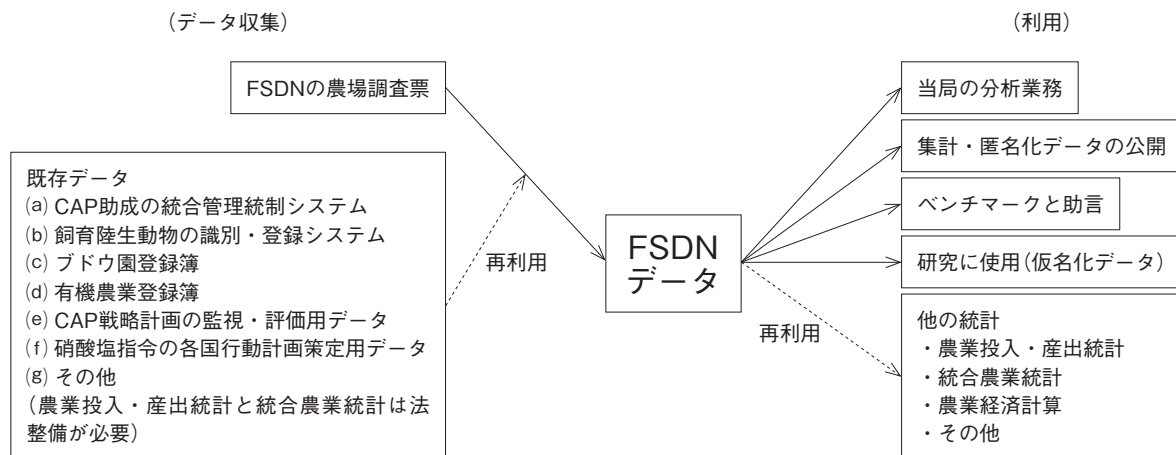 （データ収集）
（利用）
FSDNの農場調査票
既存データ
(a) CAP助成の統合管理統制システム
(b) 飼育陸生動物の識別・登録システム
(c) ブドウ園登録簿
(d) 有機農業登録簿
(e) CAP戦略計画の監視・評価用データ
(f) 硝酸塩指令の各国行動計画策定用データ
(g) その他
（農業投入・産出統計と統合農業統計は法
整備が必要）
再利用
FSDN
データ
再利用
当局の分析業務
集計・匿名化データの公開
ベンチマークと助言
研究に使用（仮名化データ）
他の統計
・農業投入・産出統計
・統合農業統計
・農業経済計算
・その他